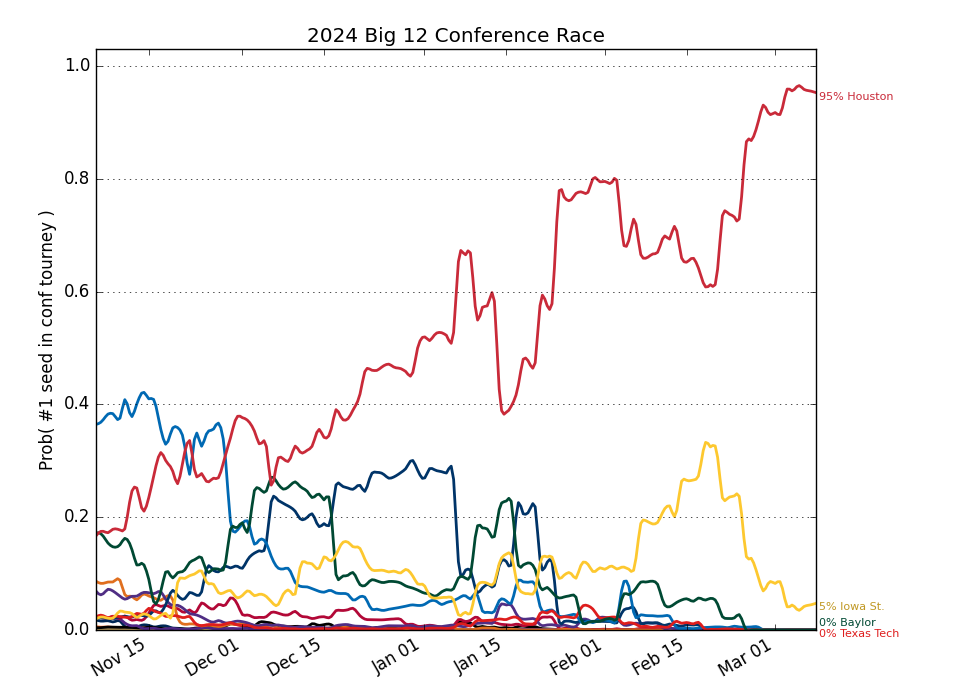 2024 Big 12 Conference Race
Prob( #1 seed in conf tourney )
1.0
0.8
0.6
0.4
0.2
0.0
95% Houston
5% Iowa St.
0% Baylor
0% Texas Tech
Nov 15
Dec 01
Dec 15
Jan 01
Jan 15
Feb 01
Feb 15
Mar 01